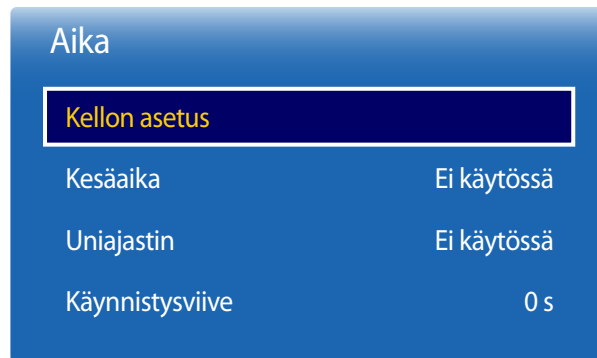 Aika
Kellon asetus
Kesäaika Ei käytössä
Uniajastin Ei käytössä
Käynnistysviive 0 s